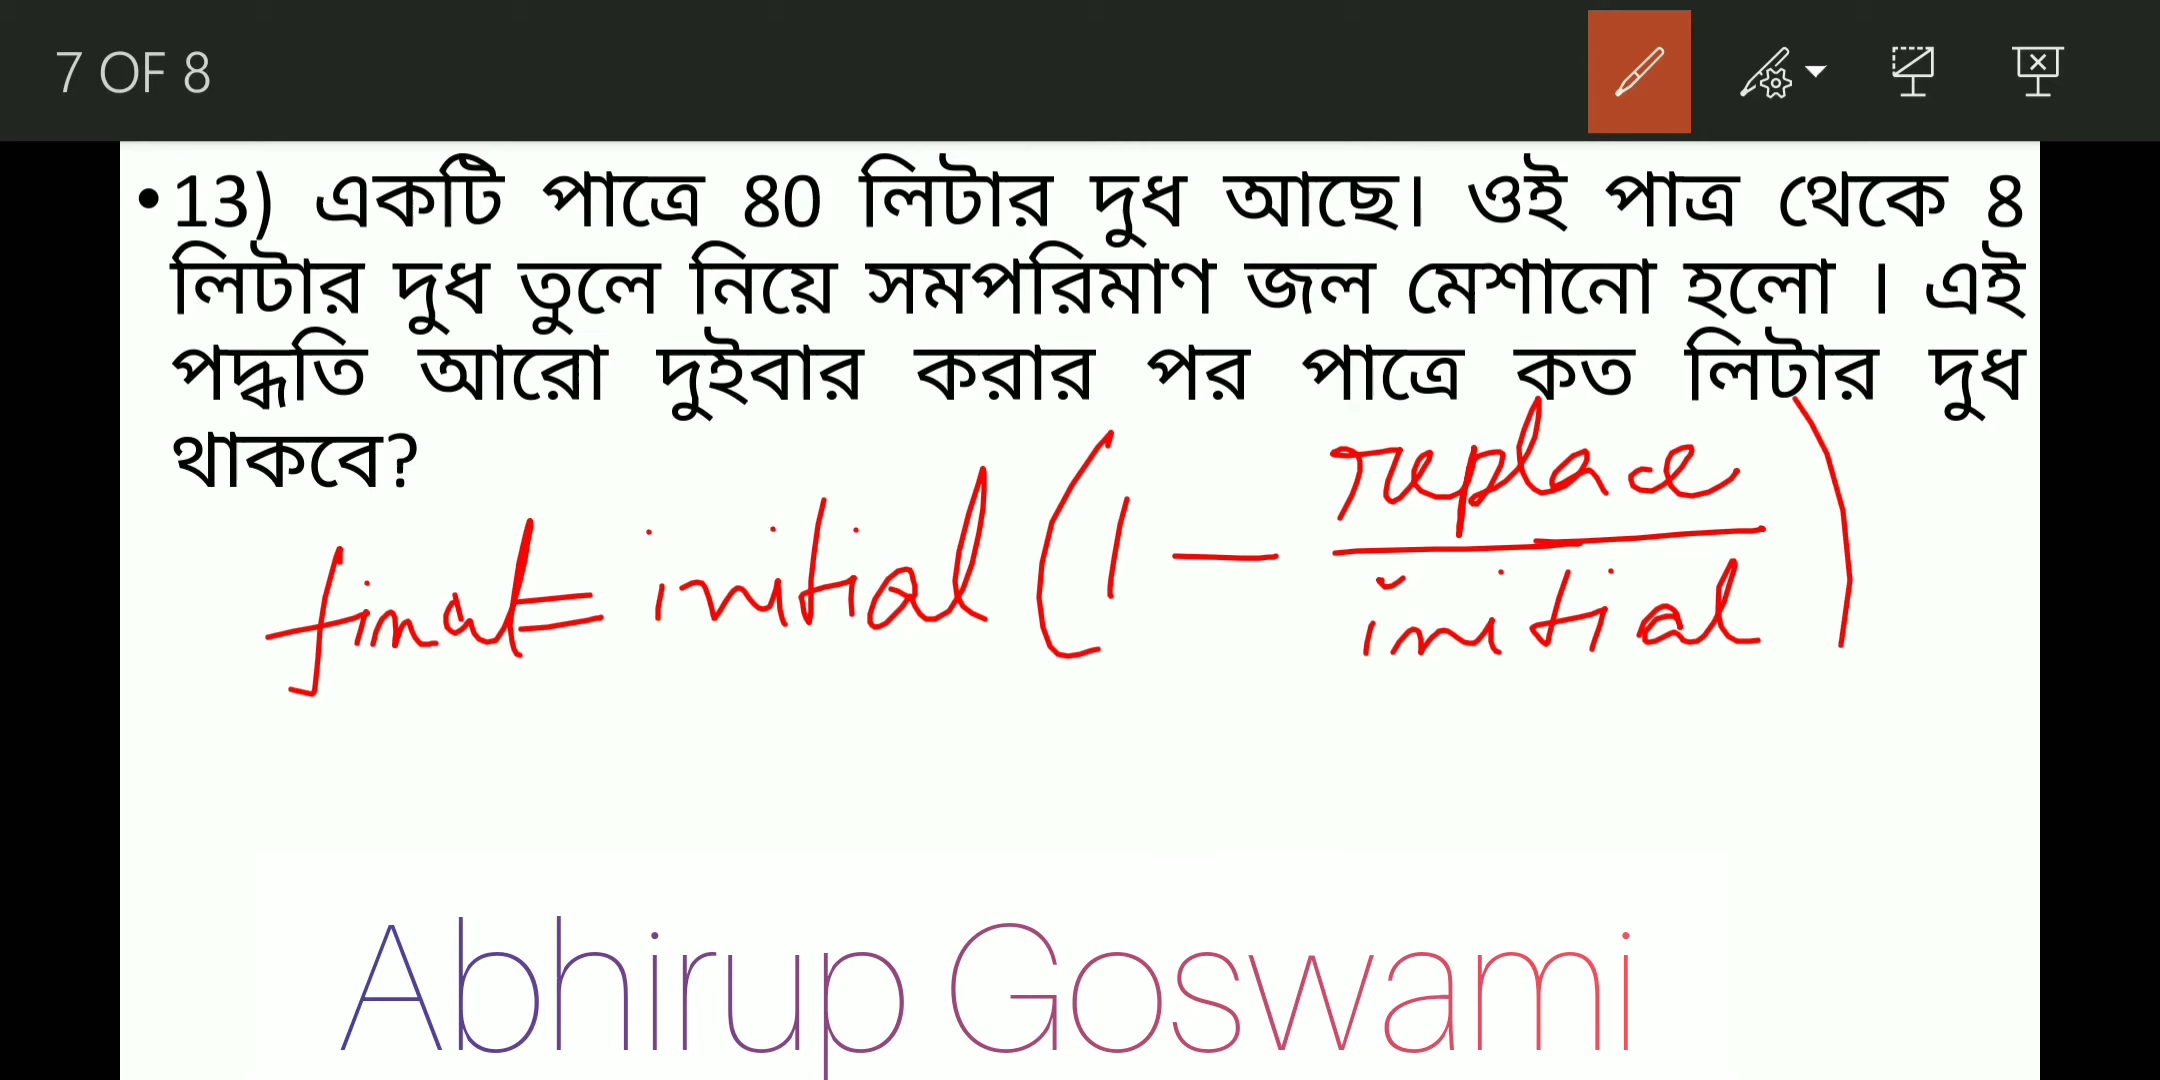 7 OF 8
•13) একটি পাত্রে 80 লিটার দুধ আছে। ওই পাত্র থেকে 8
লিটার দুধ তুলে নিয়ে সমপরিমাণ জল মেশানো হলো । এই
পদ্ধতি আরো দুইবার করার পর পাত্রে কত লিটার দুধ
থাকবে?
final = initial (1 - replace / initial)
Abhirup Goswami